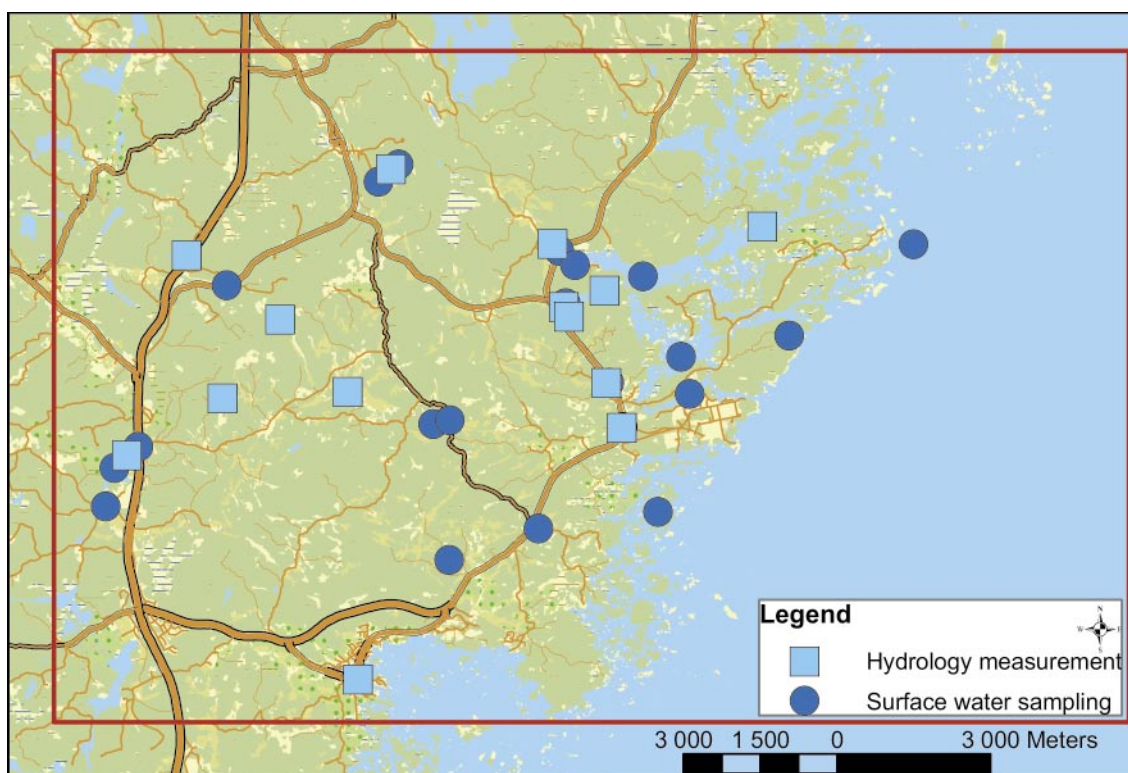 Legend
N
W E
S
Hydrology measurement
Surface water sampling
3 000 1 500 0 3 000 Meters